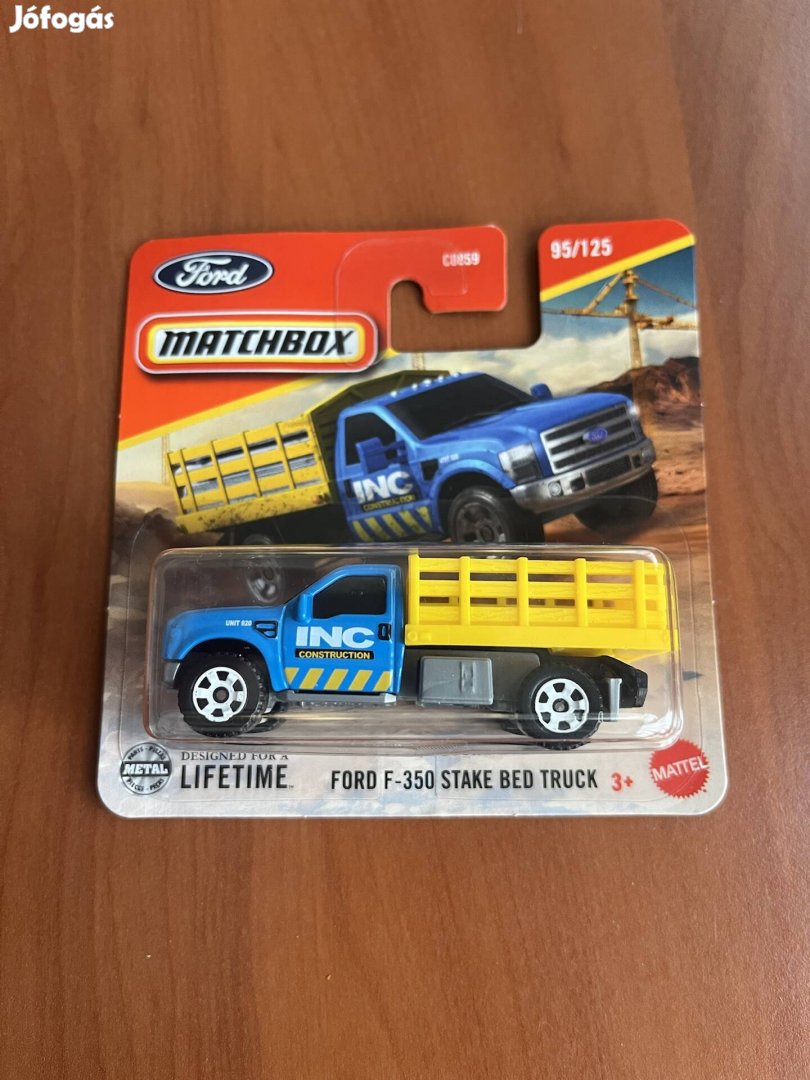 Jófogás
Ford
C0859
95/125
MATCHBOX
INC
CONSTRUCTION
UNIT 020
INC
CONSTRUCTION
METAL
DESIGNED FOR A
LIFETIME™
FORD F-350 STAKE BED TRUCK 3+
MATTEL